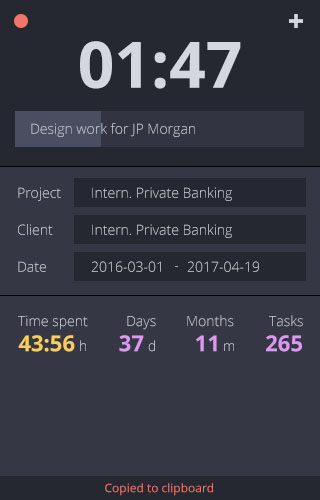 01:47
Design work for JP Morgan
Project Intern. Private Banking
Client Intern. Private Banking
Date 2016-03-01 - 2017-04-19
Time spent Days Months Tasks
43:56 h 37 d 11 m 265
Copied to clipboard